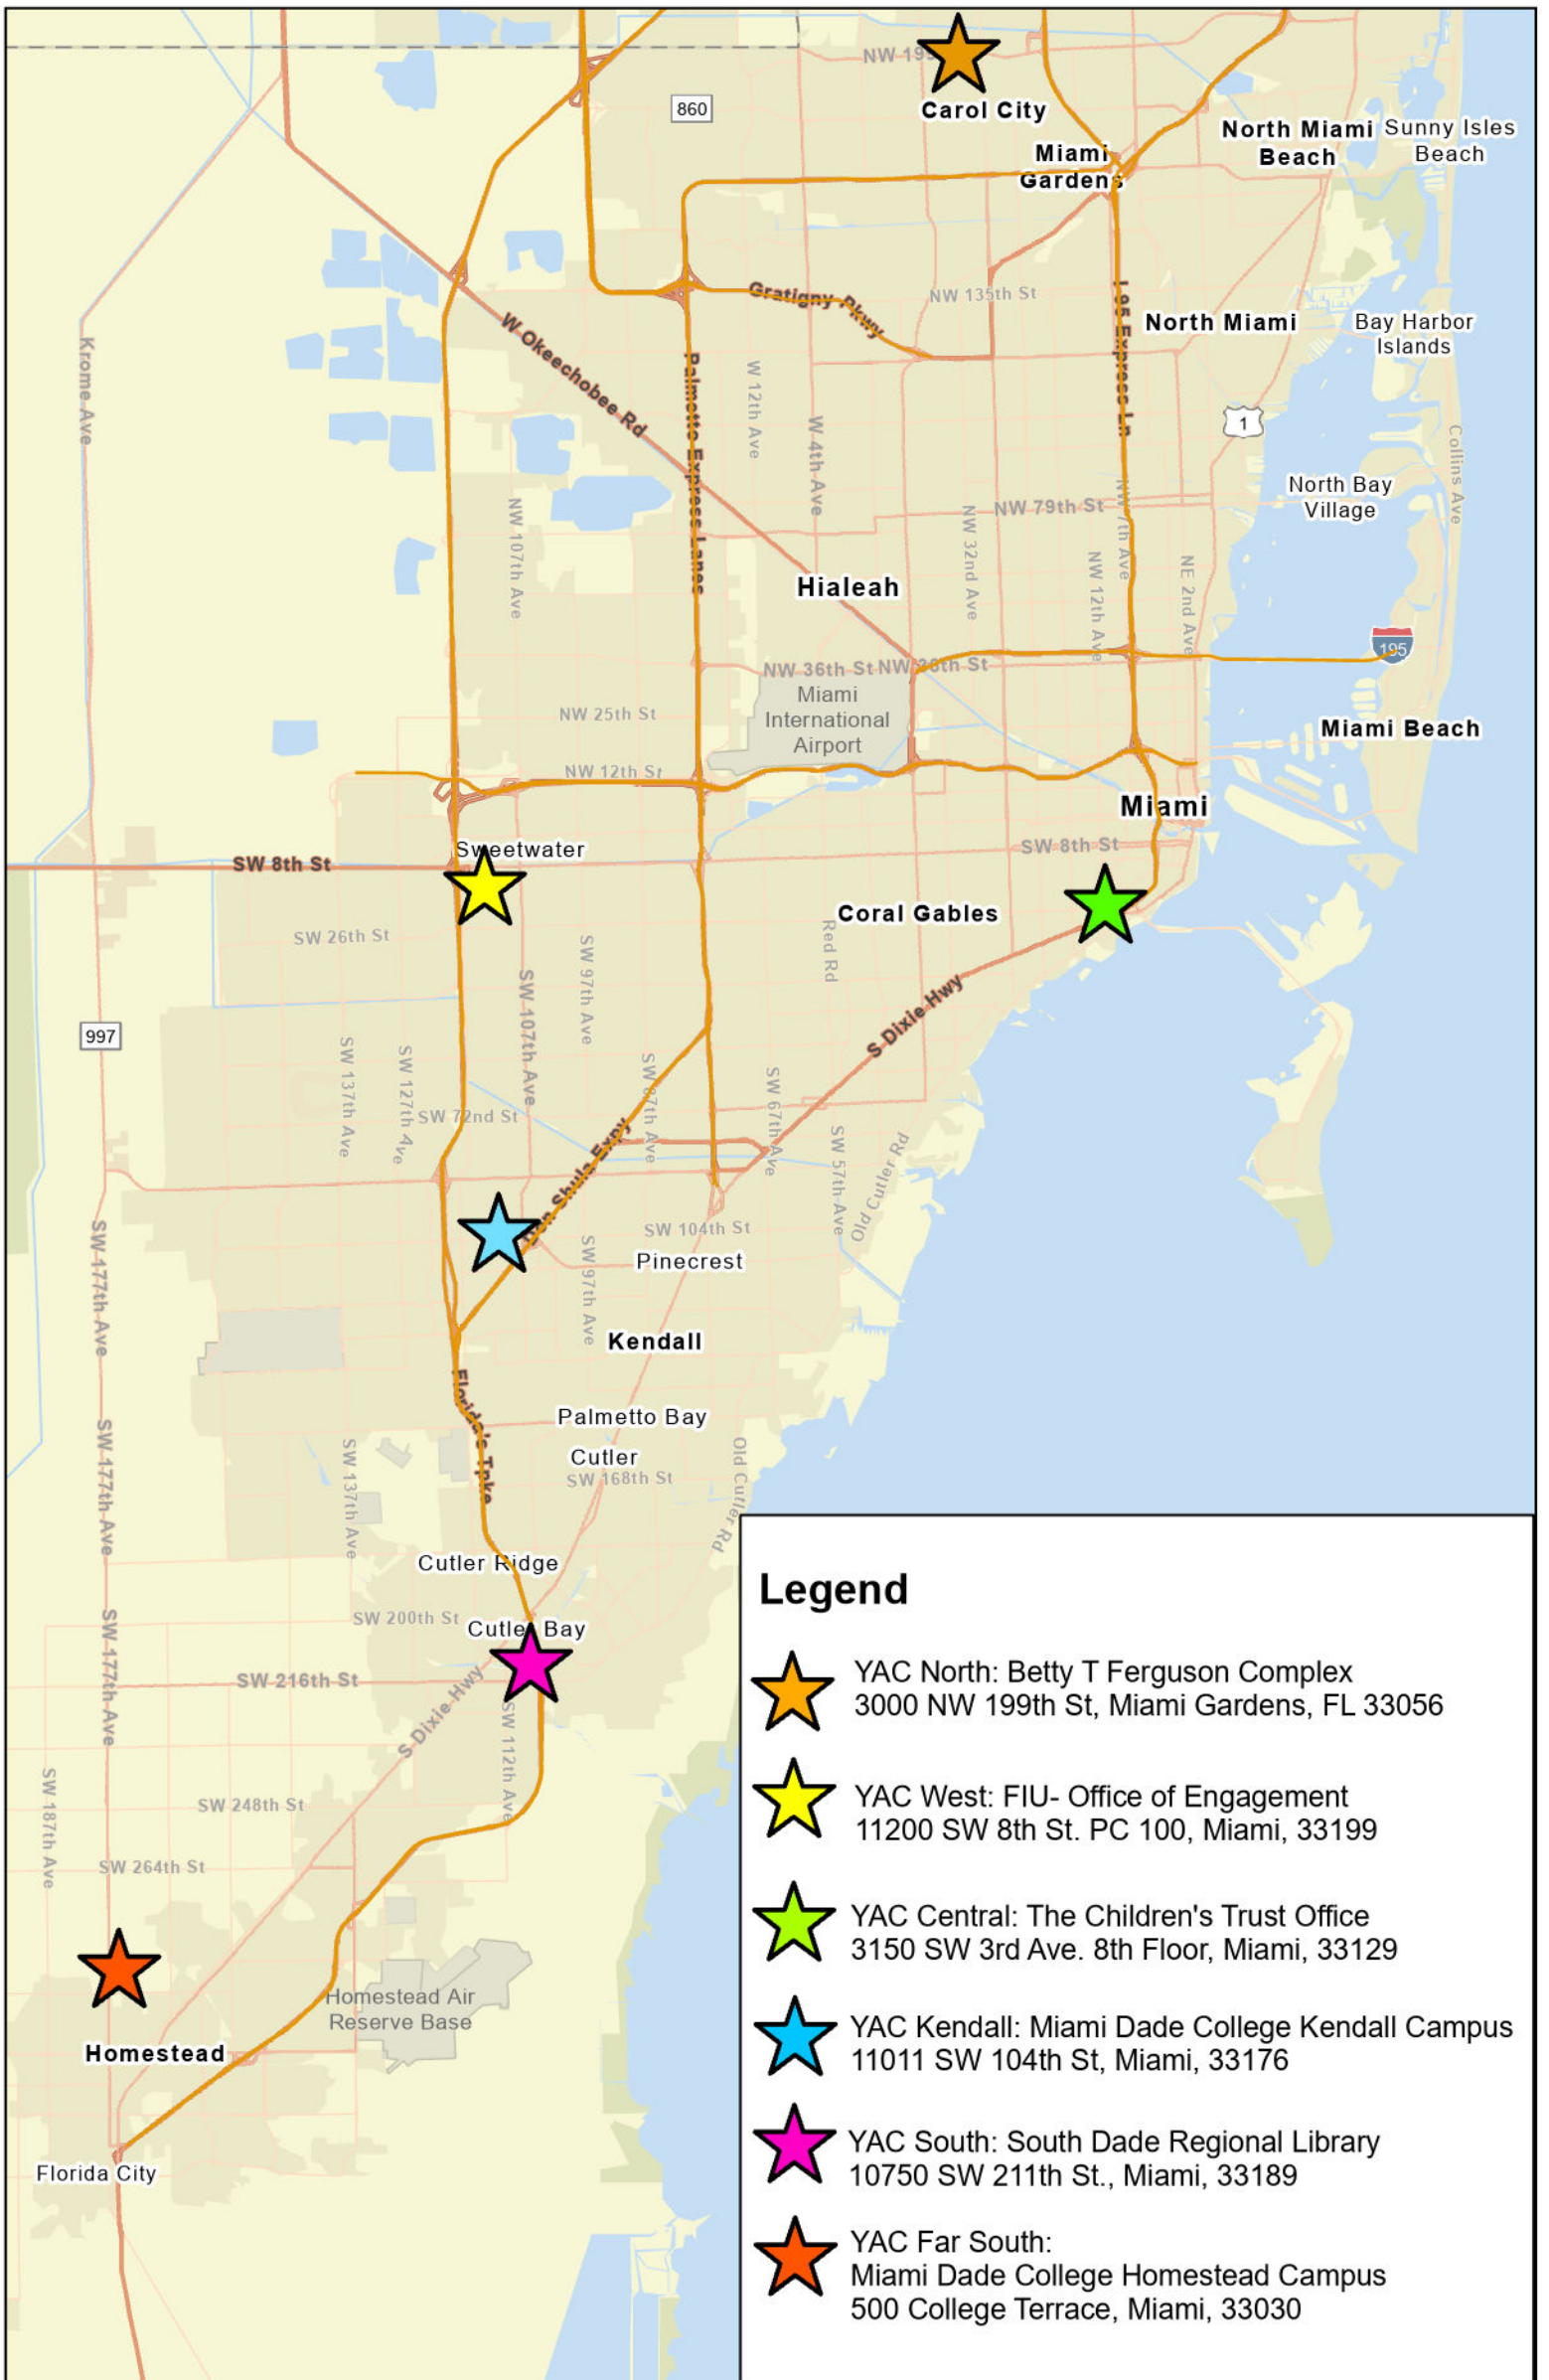 NW 19
Carol City
860
North Miami
Beach
Sunny Isles
Beach
Miami
Gardens
Gratigny Pkwy
NW 135th St
W Okeechobee Rd
North Miami
Bay Harbor
Islands
I-95 Express Ln
Krome Ave
Palmetto Express Lanes
W 12th Ave
W 4th Ave
1
Collins Ave
North Bay
Village
NW 107th Ave
NW 79th St
NW 7th Ave
NW 32nd Ave
NW 12th Ave
NE 2nd Ave
Hialeah
195
NW 36th St
NW 36th St
Miami
International
Airport
NW 25th St
Miami Beach
NW 12th St
Miami
Sweetwater
SW 8th St
SW 8th St
Coral Gables
SW 26th St
SW 97th Ave
Red Rd
SW 107th Ave
S Dixie Hwy
997
SW 137th Ave
SW 127th Ave
SW 72nd St
SW 87th Ave
SW 67th Ave
Don Shula Expy
SW 57th Ave
Old Cutler Rd
SW 177th Ave
SW 104th St
SW 97th Ave
Pinecrest
Kendall
Florida's Tpke
Palmetto Bay
Cutler
SW 168th St
SW 177th Ave
SW 137th Ave
Old Cutler Rd
Cutler Ridge
SW 200th St
Cutler Bay
SW 177th Ave
SW 216th St
S Dixie Hwy
SW 112th Ave
SW 187th Ave
SW 248th St
SW 264th St
Homestead Air
Reserve Base
Homestead
Florida City
Legend
YAC North: Betty T Ferguson Complex
3000 NW 199th St, Miami Gardens, FL 33056
YAC West: FIU- Office of Engagement
11200 SW 8th St. PC 100, Miami, 33199
YAC Central: The Children's Trust Office
3150 SW 3rd Ave. 8th Floor, Miami, 33129
YAC Kendall: Miami Dade College Kendall Campus
11011 SW 104th St, Miami, 33176
YAC South: South Dade Regional Library
10750 SW 211th St., Miami, 33189
YAC Far South:
Miami Dade College Homestead Campus
500 College Terrace, Miami, 33030